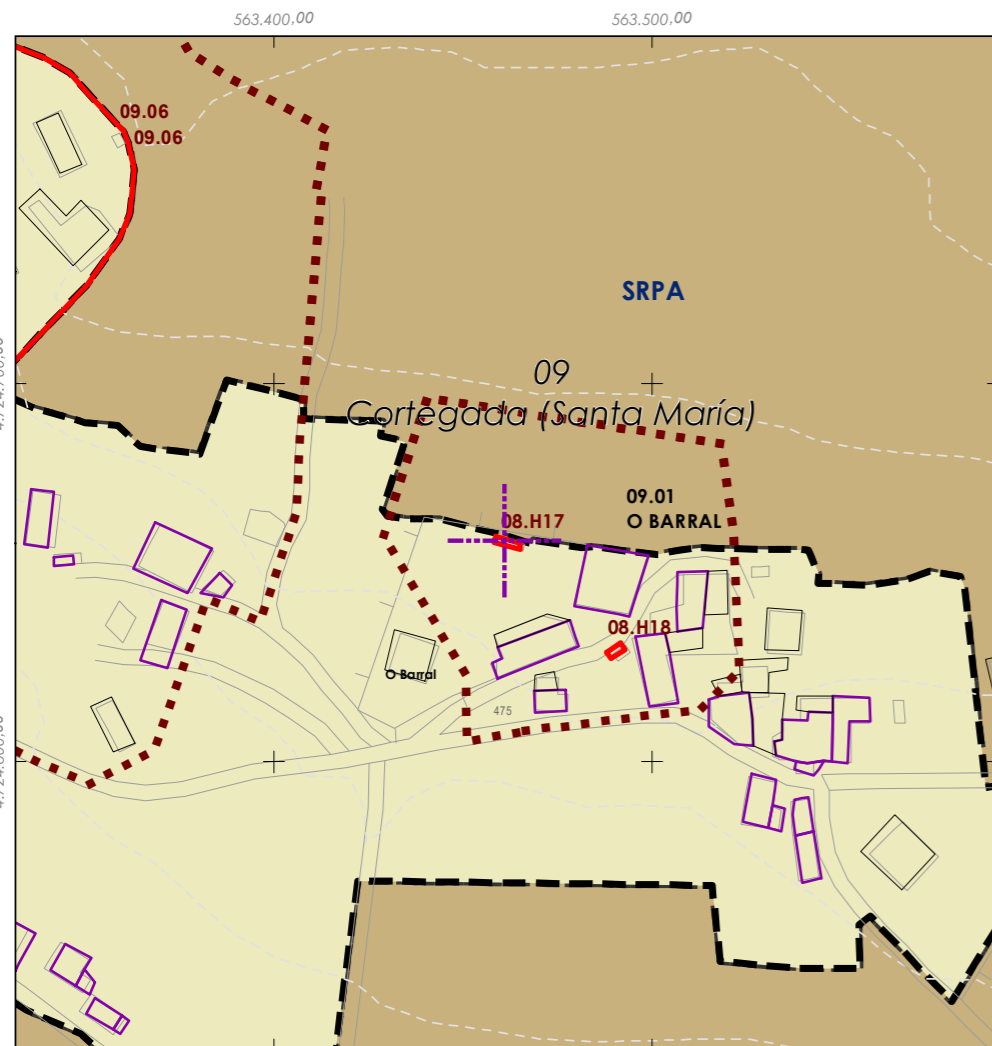 563.400,00
563.500,00
09.06
09.06
SRPA
09
Cortegada (Santa María)
09.01
O BARRAL
08.H17
08.H18
O Barral
475